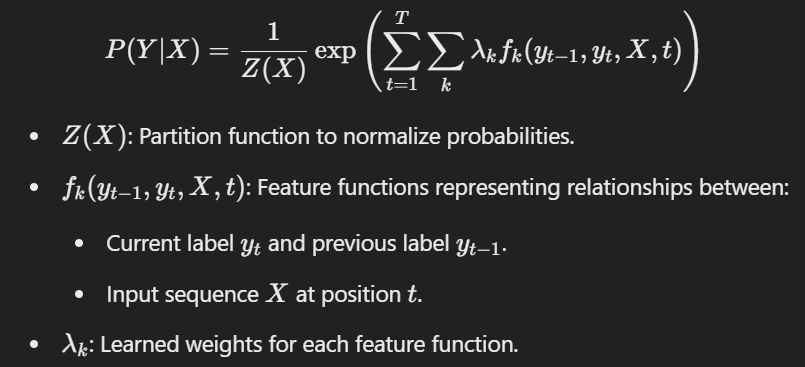 P(Y|X) = \frac{1}{Z(X)} \exp\left(\sum_{t=1}^{T} \sum_{k} \lambda_k f_k(y_{t-1}, y_t, X, t)\right)
• Z(X): Partition function to normalize probabilities.
• f_k(y_{t-1}, y_t, X, t): Feature functions representing relationships between:
• Current label y_t and previous label y_{t-1}.
• Input sequence X at position t.
• λ_k: Learned weights for each feature function.